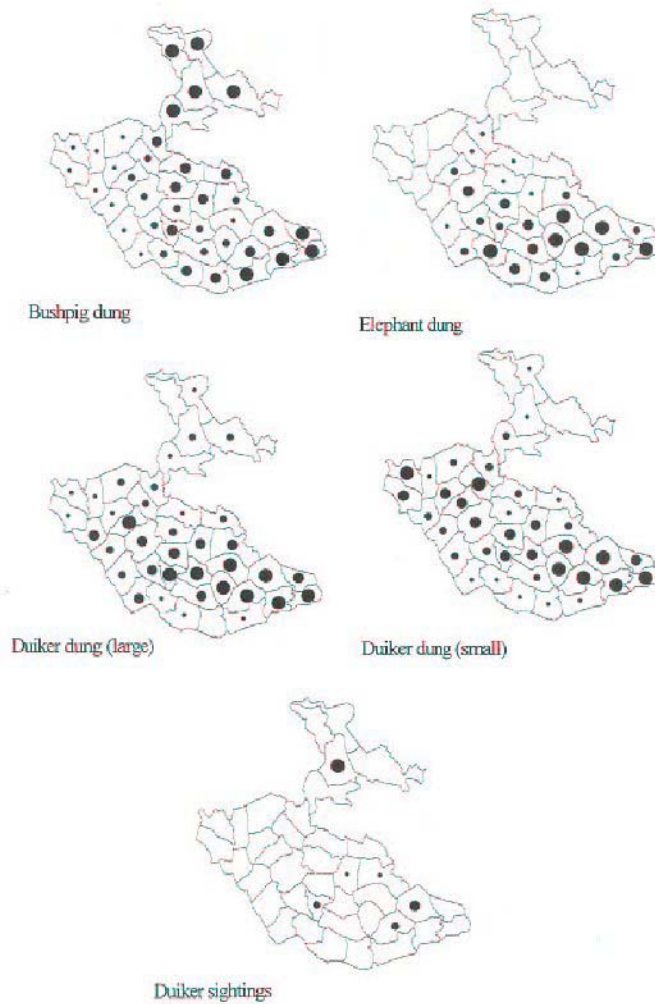 Bushpig dung
Elephant dung
Duiker dung (large)
Duiker dung (small)
Duiker sightings